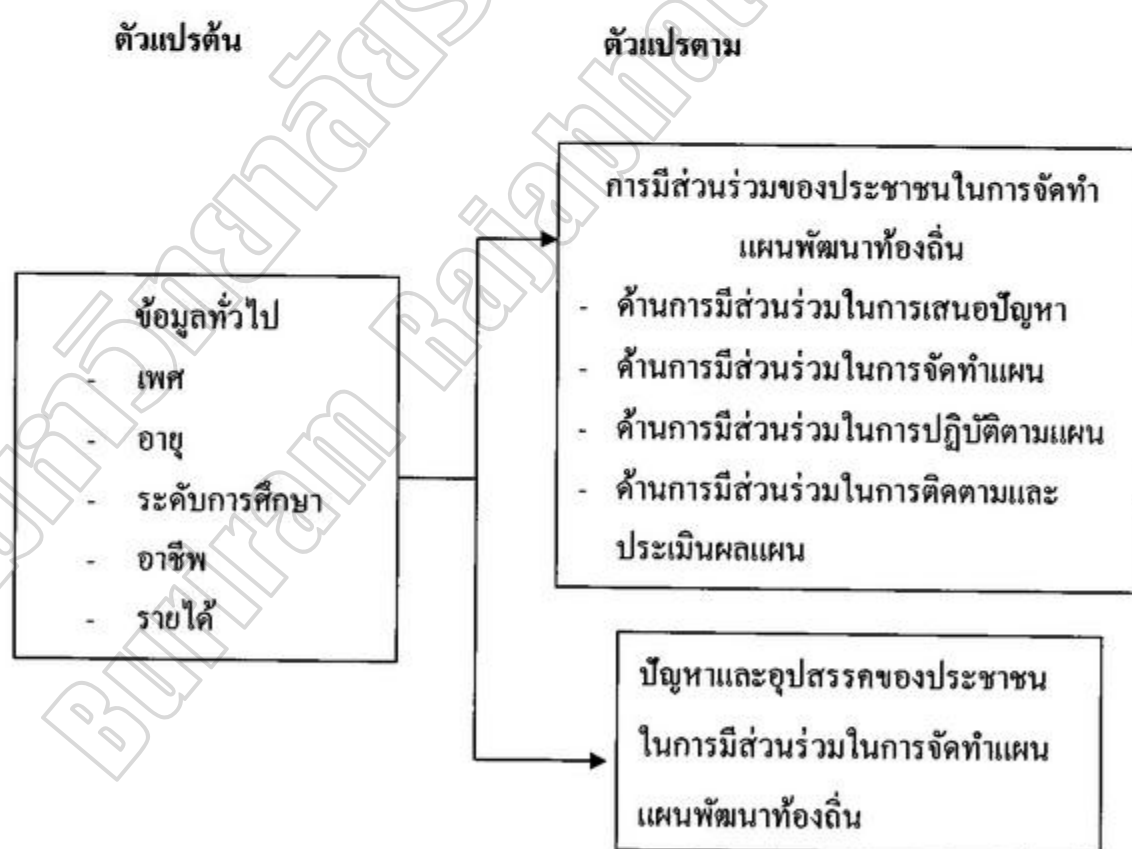 ตัวแปรต้น
ตัวแปรตาม
ข้อมูลทั่วไป
- เพศ
- อายุ
- ระดับการศึกษา
- อาชีพ
- รายได้
การมีส่วนร่วมของประชาชนในการจัดทำ
แผนพัฒนาท้องถิ่น
- ด้านการมีส่วนร่วมในการเสนอปัญหา
- ด้านการมีส่วนร่วมในการจัดทำแผน
- ด้านการมีส่วนร่วมในการปฏิบัติตามแผน
- ด้านการมีส่วนร่วมในการติดตามและ
ประเมินผลแผน
ปัญหาและอุปสรรคของประชาชน
ในการมีส่วนร่วมในการจัดทำแผน
แผนพัฒนาท้องถิ่น
Buriram Rajabha